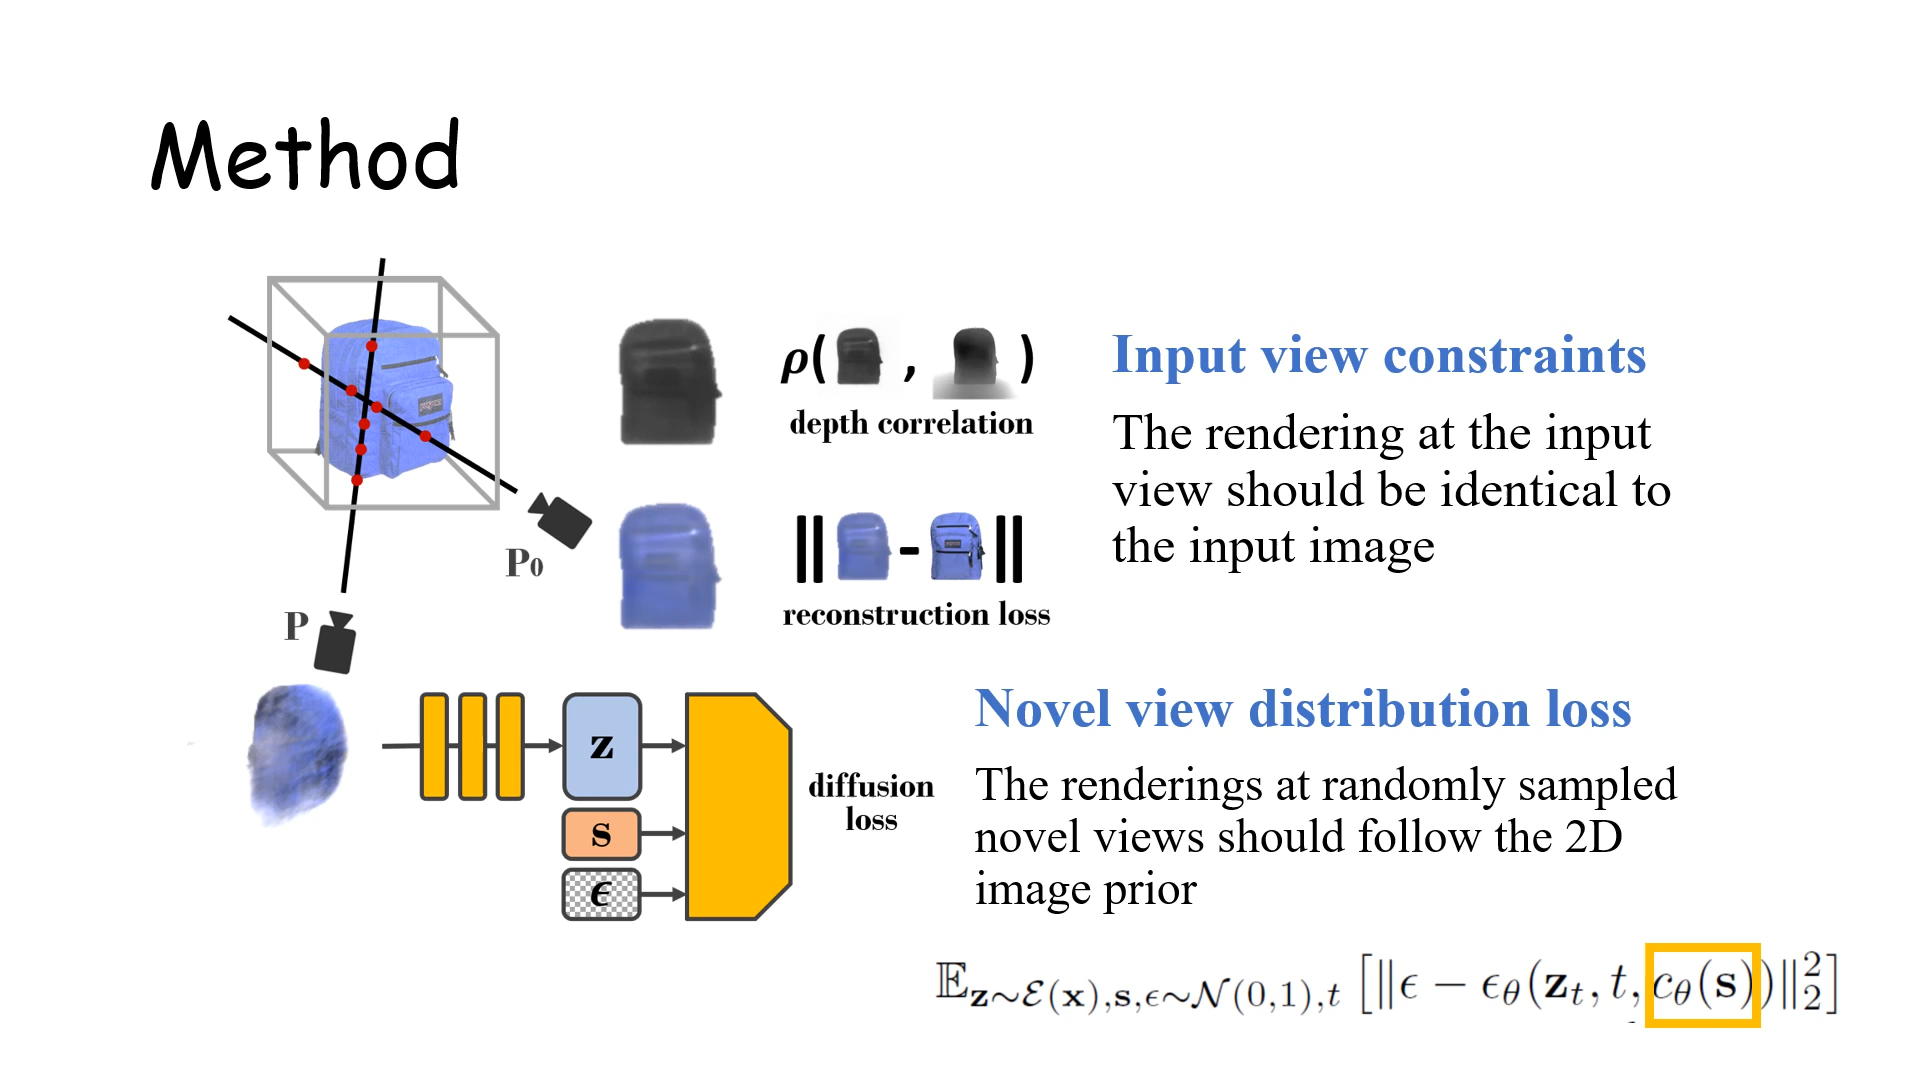 Method
ρ( , )
depth correlation
Input view constraints
The rendering at the input
view should be identical to
the input image
P₀
|| - ||
reconstruction loss
P
Novel view distribution loss
The renderings at randomly sampled
novel views should follow the 2D
image prior
z
s
ϵ
diffusion
loss
𝔼_{z∼ℰ(x),s,ϵ∼𝒩(0,1),t} [‖ϵ − ϵ_θ(z_t, t, c_θ(s))‖²₂]